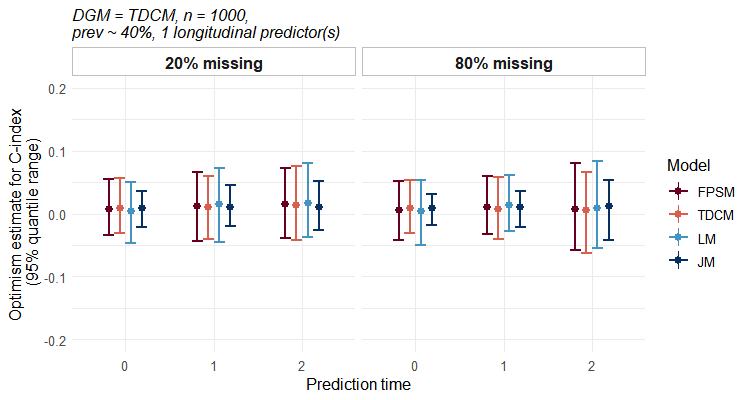 DGM = TDCM, n = 1000,
prev ~ 40%, 1 longitudinal predictor(s)
20% missing
80% missing
Optimism estimate for C-index
(95% quantile range)
0.2
0.1
0.0
-0.1
-0.2
0
1
2
0
1
2
Prediction time
Model
FPSM
TDCM
LM
JM